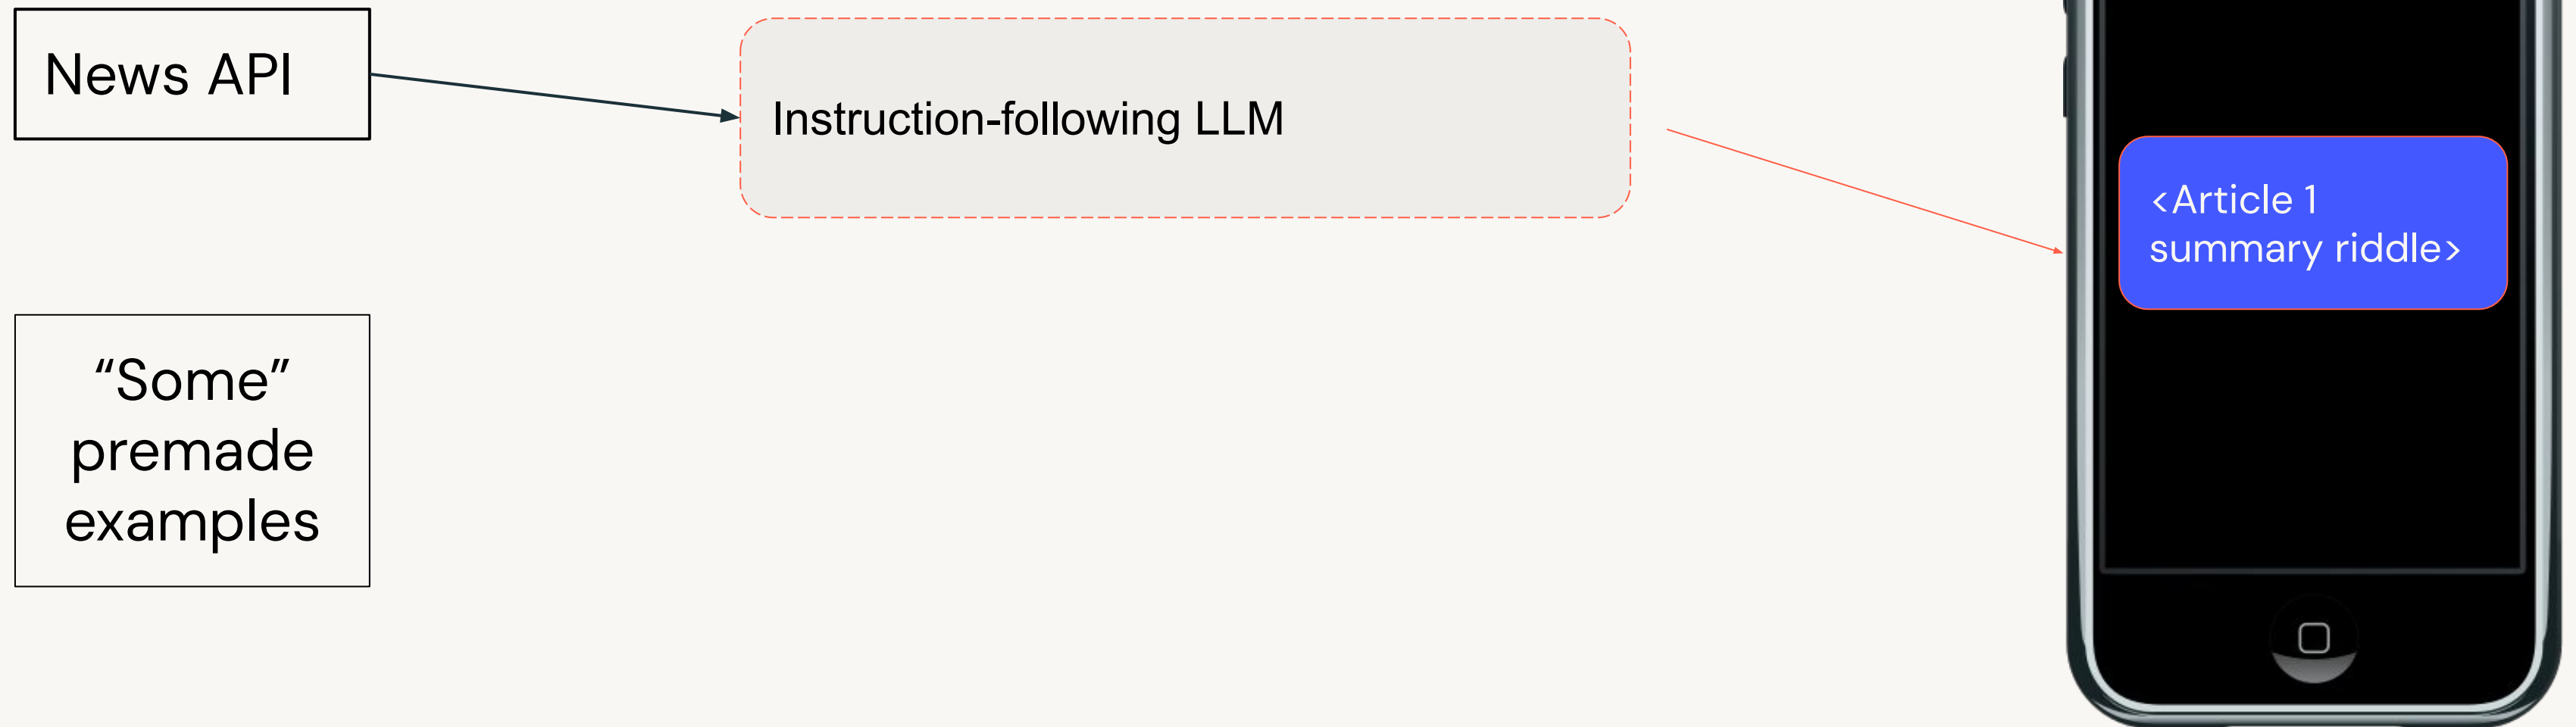 News API
Instruction-following LLM
<Article 1
summary riddle>
“Some”
premade
examples